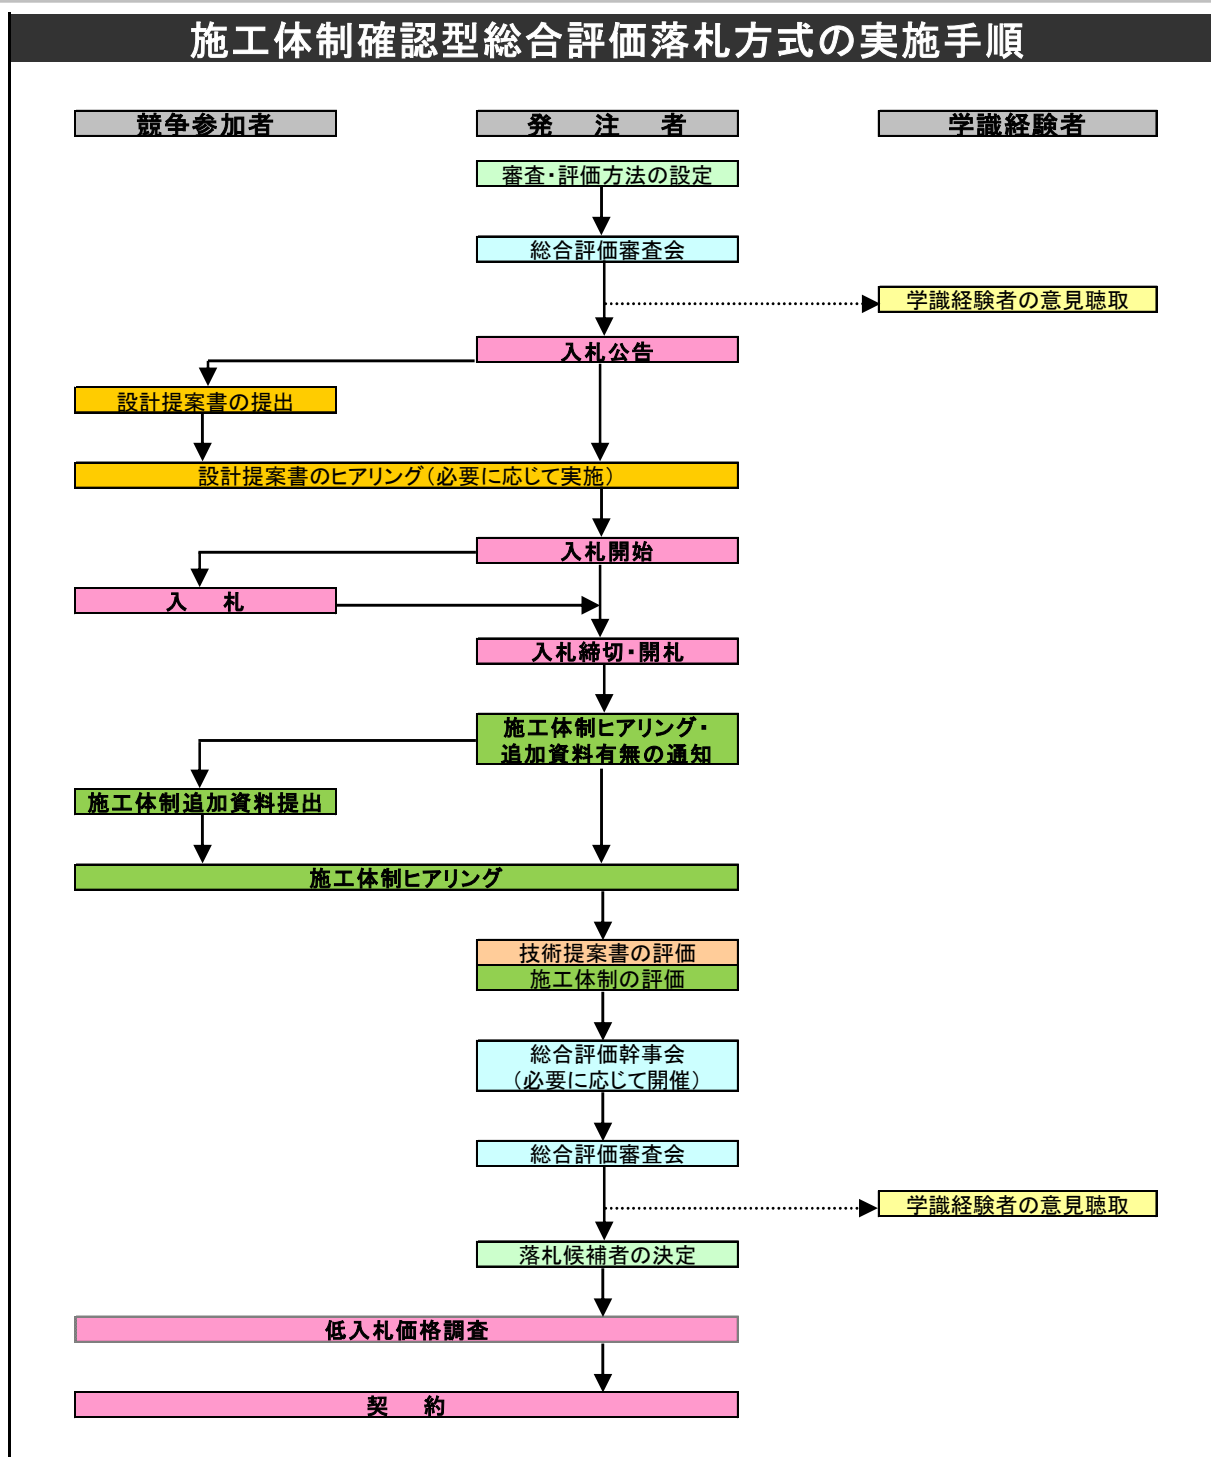 施工体制確認型総合評価落札方式の実施手順
競争参加者
発　注　者
学識経験者
審査・評価方法の設定
総合評価審査会
学識経験者の意見聴取
入札公告
設計提案書の提出
設計提案書のヒアリング（必要に応じて実施）
入札開始
入　札
入札締切・開札
施工体制ヒアリング・
追加資料有無の通知
施工体制追加資料提出
施工体制ヒアリング
技術提案書の評価
施工体制の評価
総合評価幹事会
（必要に応じて開催）
総合評価審査会
学識経験者の意見聴取
落札候補者の決定
低入札価格調査
契　約